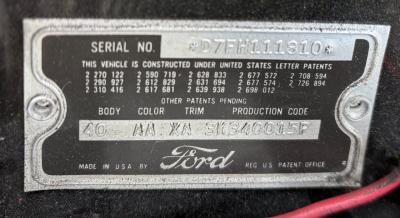 SERIAL NO. *D7FH111310*
THIS VEHICLE IS CONSTRUCTED UNDER UNITED STATES LETTER PATENTS
2 270 122 2 590 719 2 628 833 2 677 572 2 708 594
2 290 927 2 612 829 2 631 694 2 677 574 2 726 894
2 310 416 2 617 681 2 639 938 2 698 012
OTHER PATENTS PENDING
BODY COLOR TRIM PRODUCTION CODE
40 AA XA
MADE IN U.S.A BY Ford REG U.S PATENT OFFICE